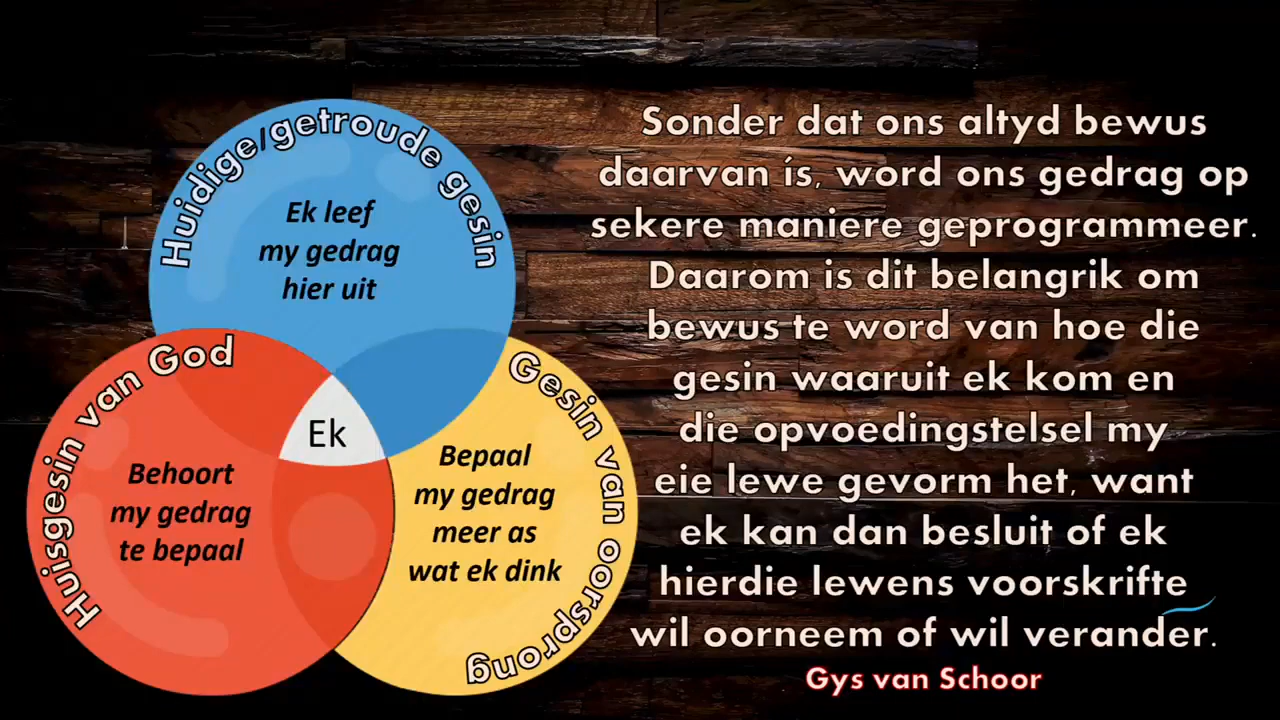 Huidige/getroude gesin
Ek leef
my gedrag
hier uit
Huisgesin van God
Behoort
my gedrag
te bepaal
Ek
Gesin van oorsprong
Bepaal
my gedrag
meer as
wat ek dink
Sonder dat ons altyd bewus
daarvan ís, word ons gedrag op
sekere maniere geprogrammeer.
Daarom is dit belangrik om
bewus te word van hoe die
gesin waaruit ek kom en
die opvoedingstelsel my
eie lewe gevorm het, want
ek kan dan besluit of ek
hierdie lewens voorskrifte
wil oorneem of wil verander.
Gys van Schoor